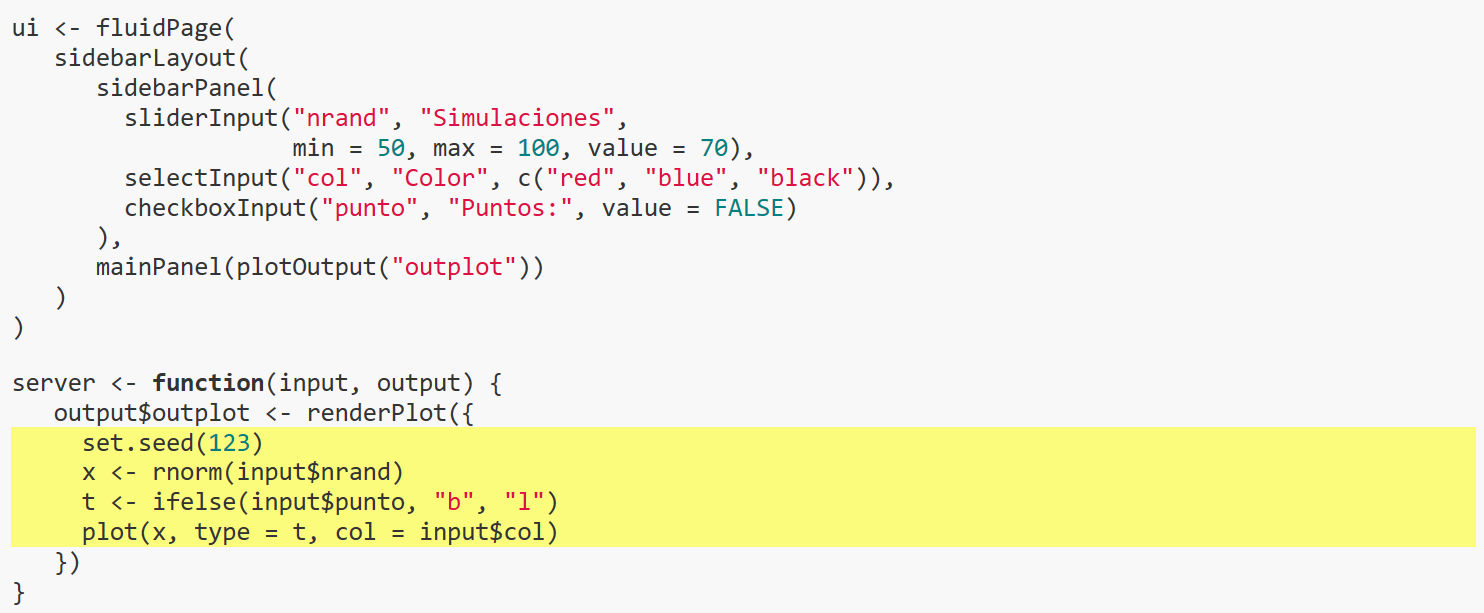 ui <- fluidPage(
   sidebarLayout(
      sidebarPanel(
        sliderInput("nrand", "Simulaciones",
                    min = 50, max = 100, value = 70),
        selectInput("col", "Color", c("red", "blue", "black")),
        checkboxInput("punto", "Puntos:", value = FALSE)
      ),
      mainPanel(plotOutput("outplot"))
   )
)

server <- function(input, output) {
   output$outplot <- renderPlot({
     set.seed(123)
     x <- rnorm(input$nrand)
     t <- ifelse(input$punto, "b", "l")
     plot(x, type = t, col = input$col)
   })
}